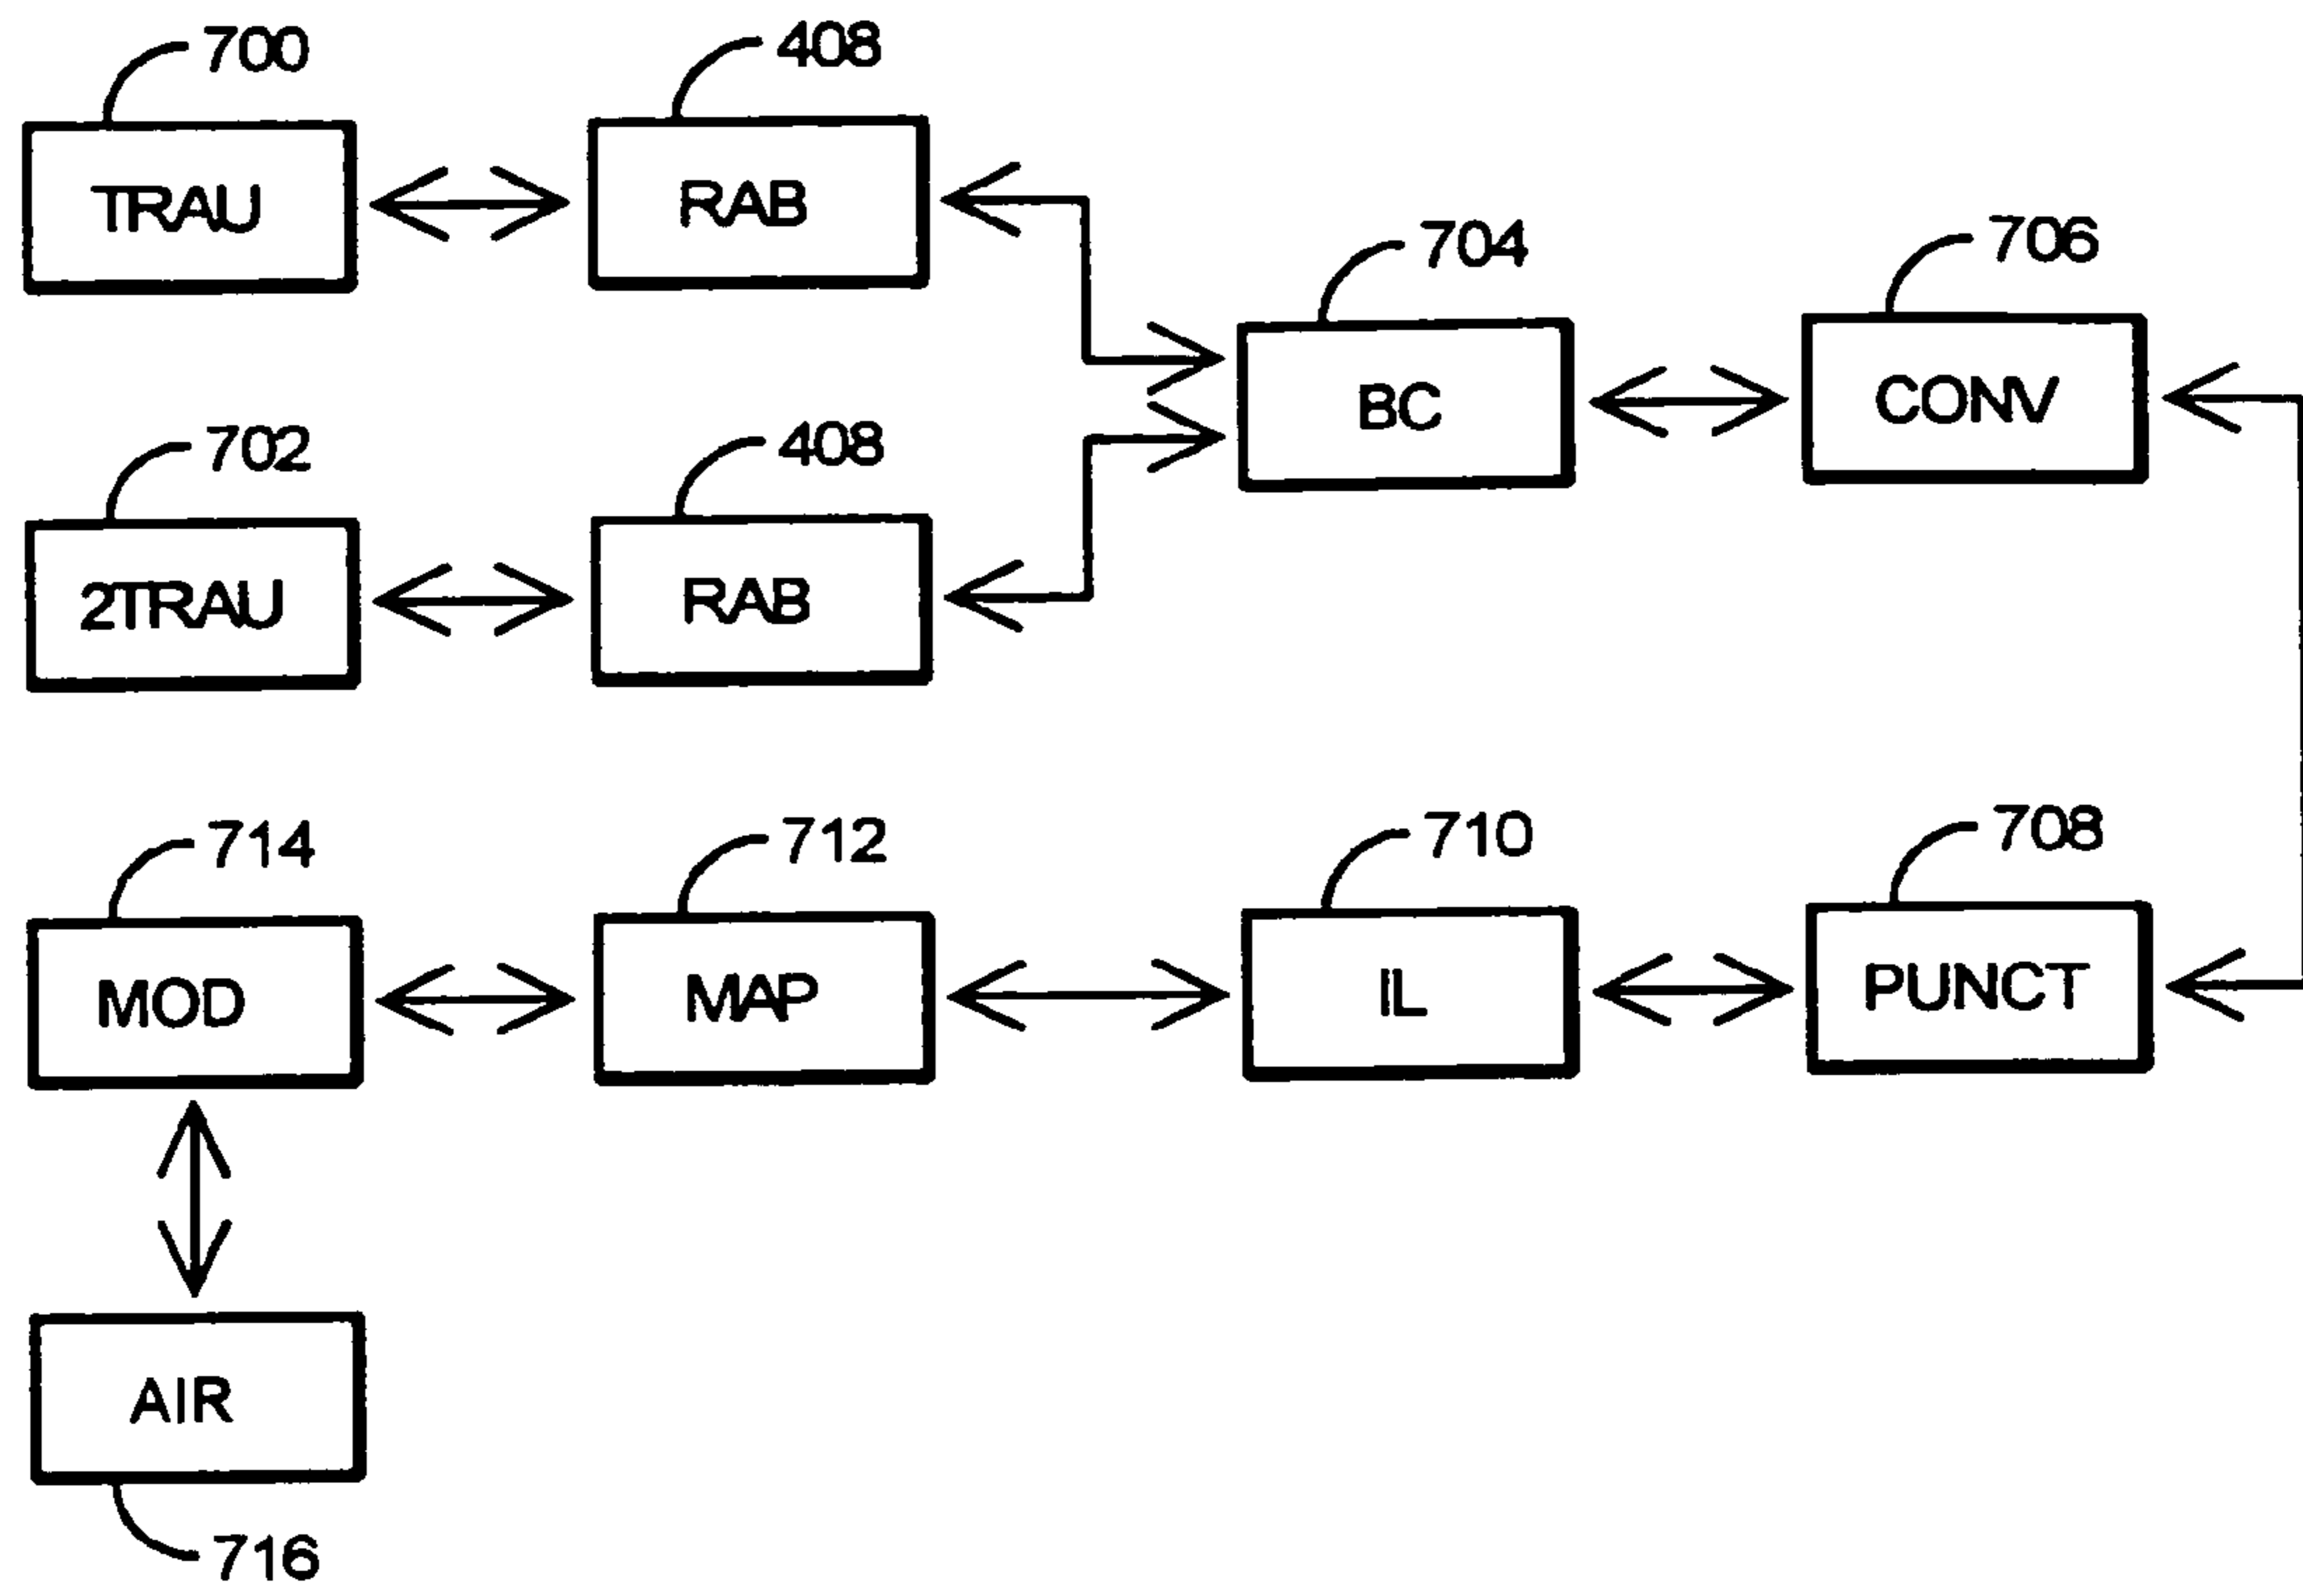 700
408
TRAU
RAB
704
706
BC
CONV
702
408
2TRAU
RAB
714
712
710
708
MOD
MAP
IL
PUNCT
AIR
716